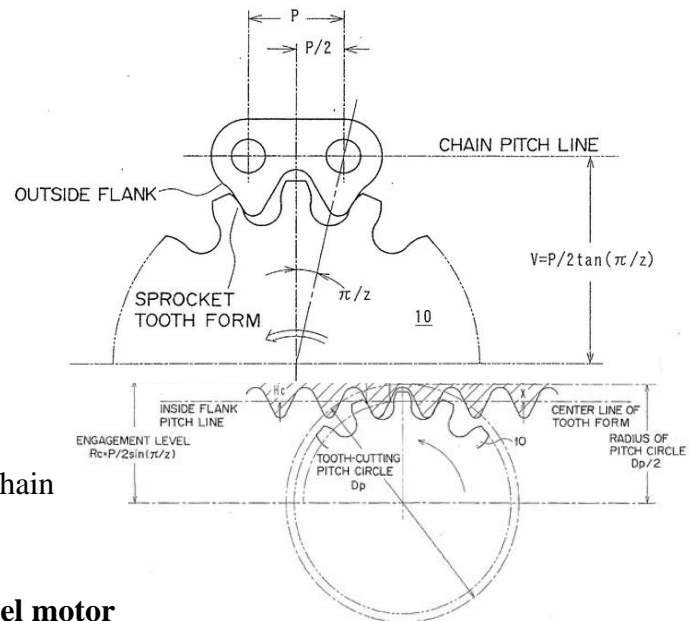 P
P/2
CHAIN PITCH LINE
OUTSIDE FLANK
V=P/2tan(π/z)
π/z
SPROCKET
TOOTH FORM
10
Hc
X
INSIDE FLANK
PITCH LINE
CENTER LINE OF
TOOTH FORM
ENGAGEMENT LEVEL
Rc=P/2sin(π/z)
10
RADIUS OF
PITCH CIRCLE
Dp/2
TOOTH-CUTTING
PITCH CIRCLE
Dp
hain
el motor